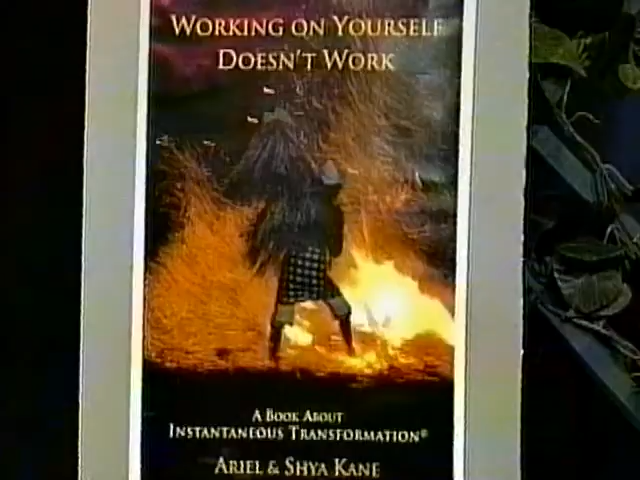 WORKING ON YOURSELF
DOESN'T WORK
A BOOK ABOUT
INSTANTANEOUS TRANSFORMATION®
ARIEL & SHYA KANE